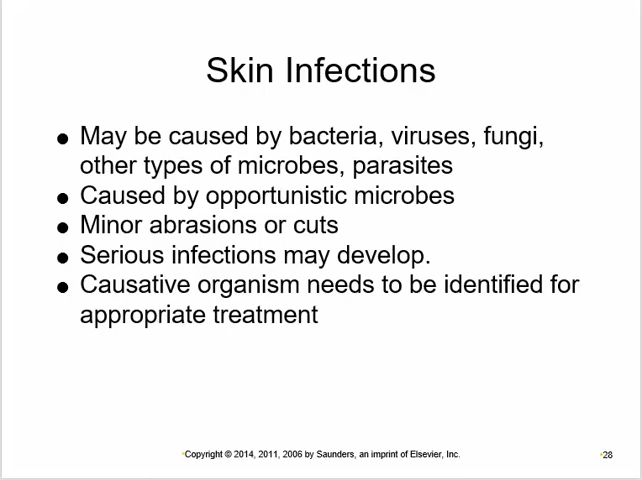 Skin Infections
● May be caused by bacteria, viruses, fungi,
other types of microbes, parasites
● Caused by opportunistic microbes
● Minor abrasions or cuts
● Serious infections may develop.
● Causative organism needs to be identified for
appropriate treatment
•Copyright © 2014, 2011, 2006 by Saunders, an imprint of Elsevier, Inc.
•28